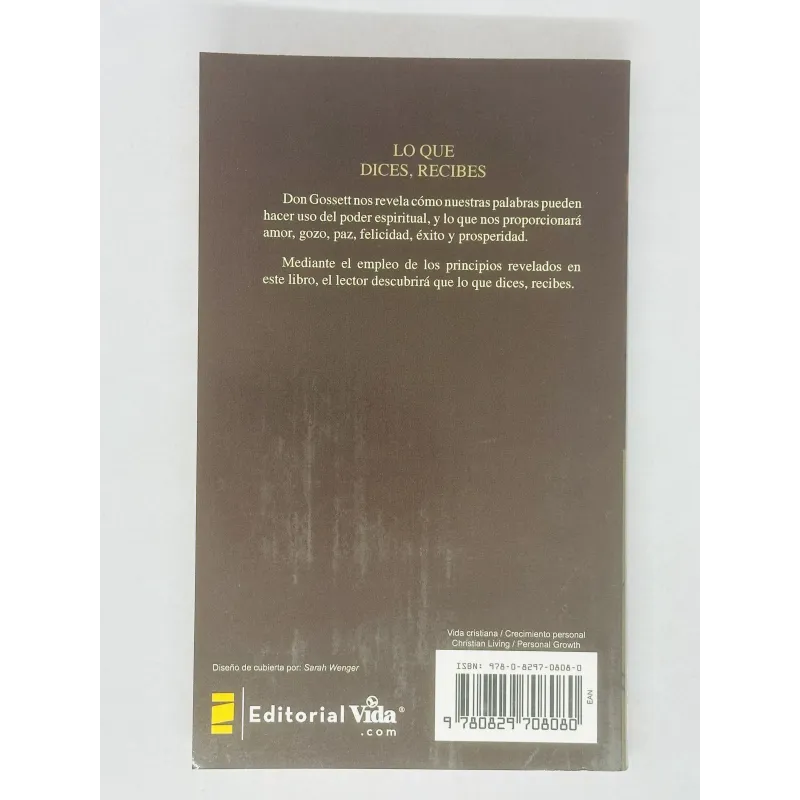 LO QUE
DICES, RECIBES
Don Gossett nos revela cómo nuestras palabras pueden
hacer uso del poder espiritual, y lo que nos proporcionará
amor, gozo, paz, felicidad, éxito y prosperidad.
Mediante el empleo de los principios revelados en
este libro, el lector descubrirá que lo que dices, recibes.
Vida cristiana / Crecimiento personal
Christian Living / Personal Growth
Diseño de cubierta por: Sarah Wenger
ISBN: 978-0-8297-0808-0
EAN
9 780829 708080
Editorial Vida®
.com